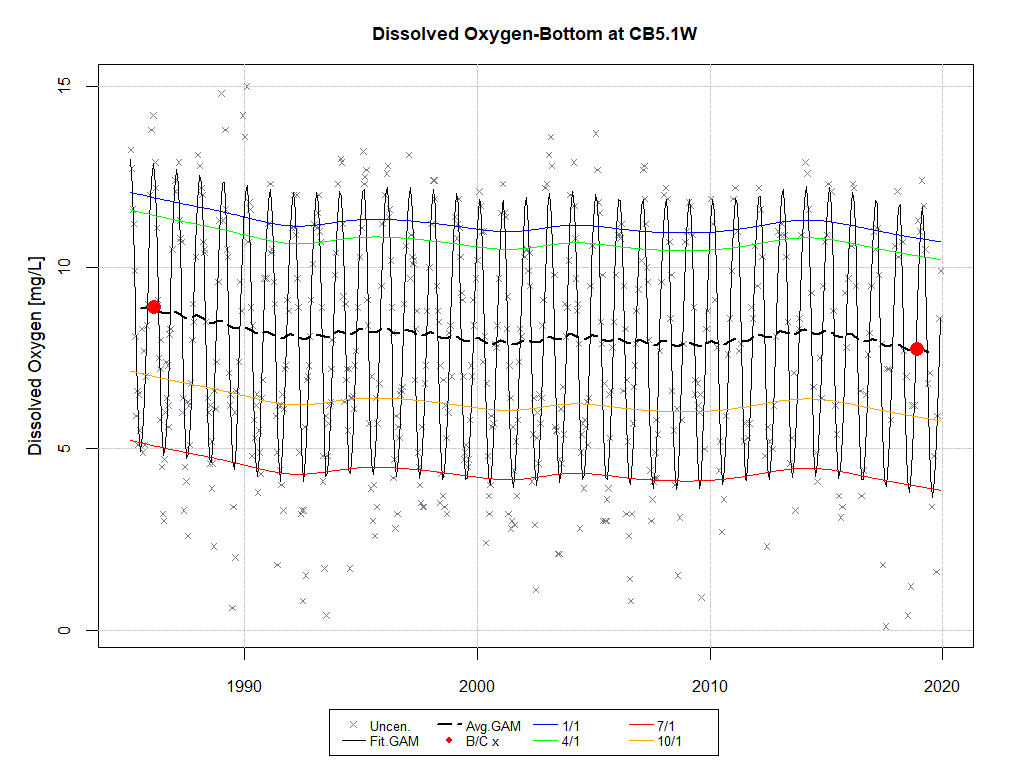 Dissolved Oxygen-Bottom at CB5.1W
Dissolved Oxygen [mg/L]
15
10
5
0
1990 2000 2010 2020
Uncen. Avg.GAM 1/1 7/1
Fit.GAM B/C x 4/1 10/1